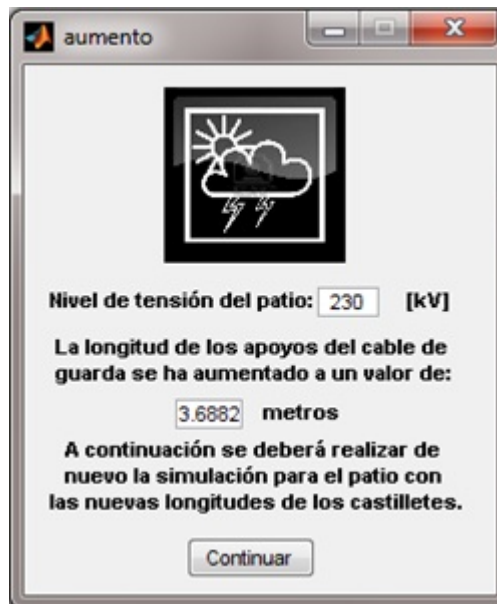 aumento
Nivel de tensión del patio: 230 [kV]
La longitud de los apoyos del cable de
guarda se ha aumentado a un valor de:
3.6882 metros
A continuación se deberá realizar de
nuevo la simulación para el patio con
las nuevas longitudes de los castilletes.
Continuar